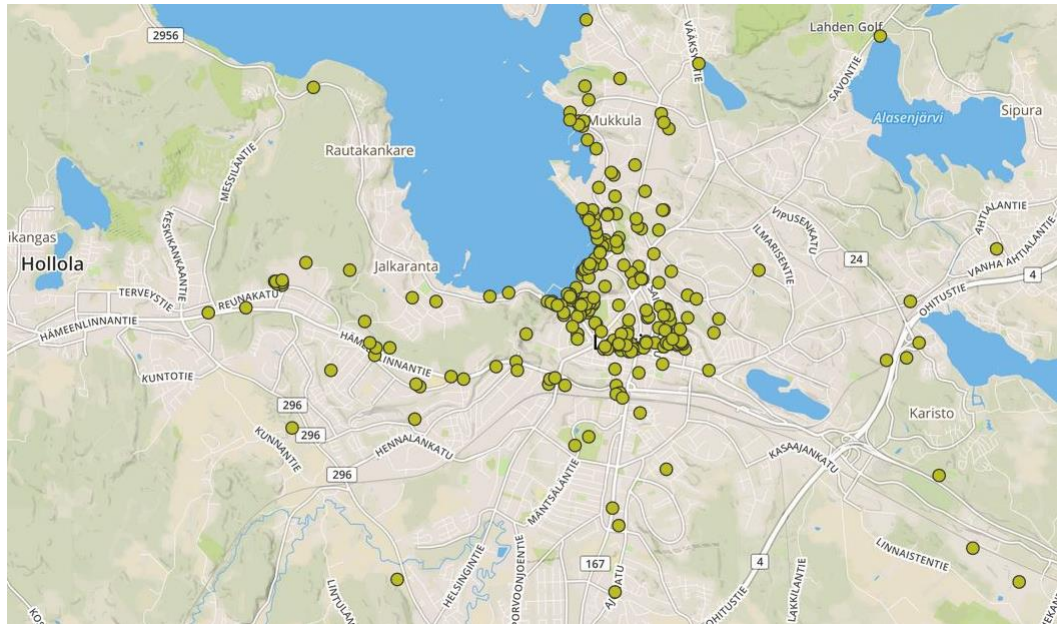 2956
Lahden Golf
VÄÄKSYNTIE
SAVONTIE
Mukkula
Alasenjärvi
Sipura
Rautakankare
MESSILÄNTIE
KESKIKANKAANTIE
VIPUSENKATU
ILMARISENTIE
AHTIALANTIE
VANHA AHTIALANTIE
ikangas
Hollola
Jalkaranta
24
4
TERVEYSTIE
REUNAKATU
OHITUSTIE
HÄMEENLINNANTIE
HÄMEENLINNANTIE
KUNTOTIE
296
296
Karisto
KUNNANTIE
HENNALANKATU
KASAAJANKATU
296
MÄNTSÄLÄNTIE
HELSINGINTIE
PORVOONJOENTIE
167
4
LINNAISTENTIE
OHITUSTIE
LAKKILANTIE